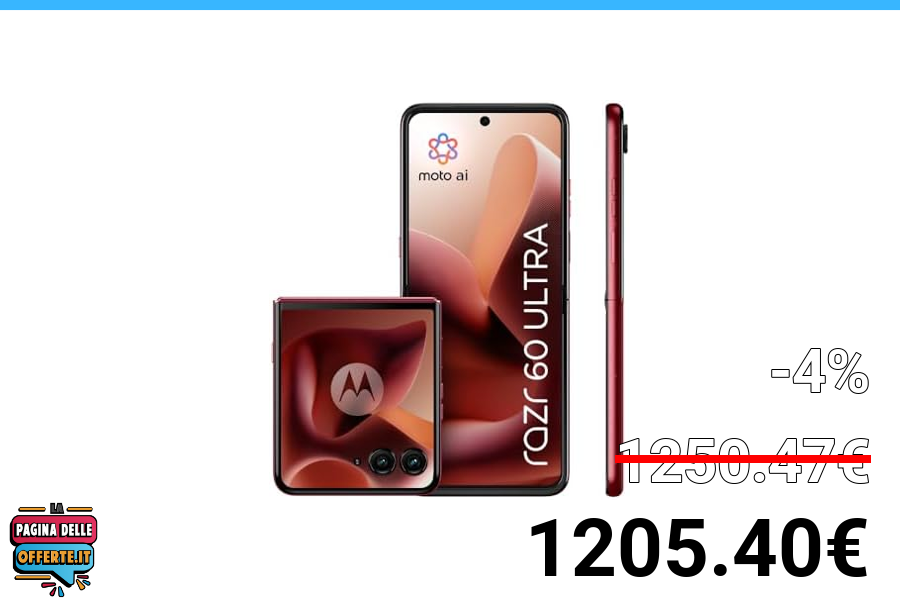 moto ai
razr 60 ULTRA
-4%
1250.47€
1205.40€
LA
PAGINA DELLE
OFFERTE.IT